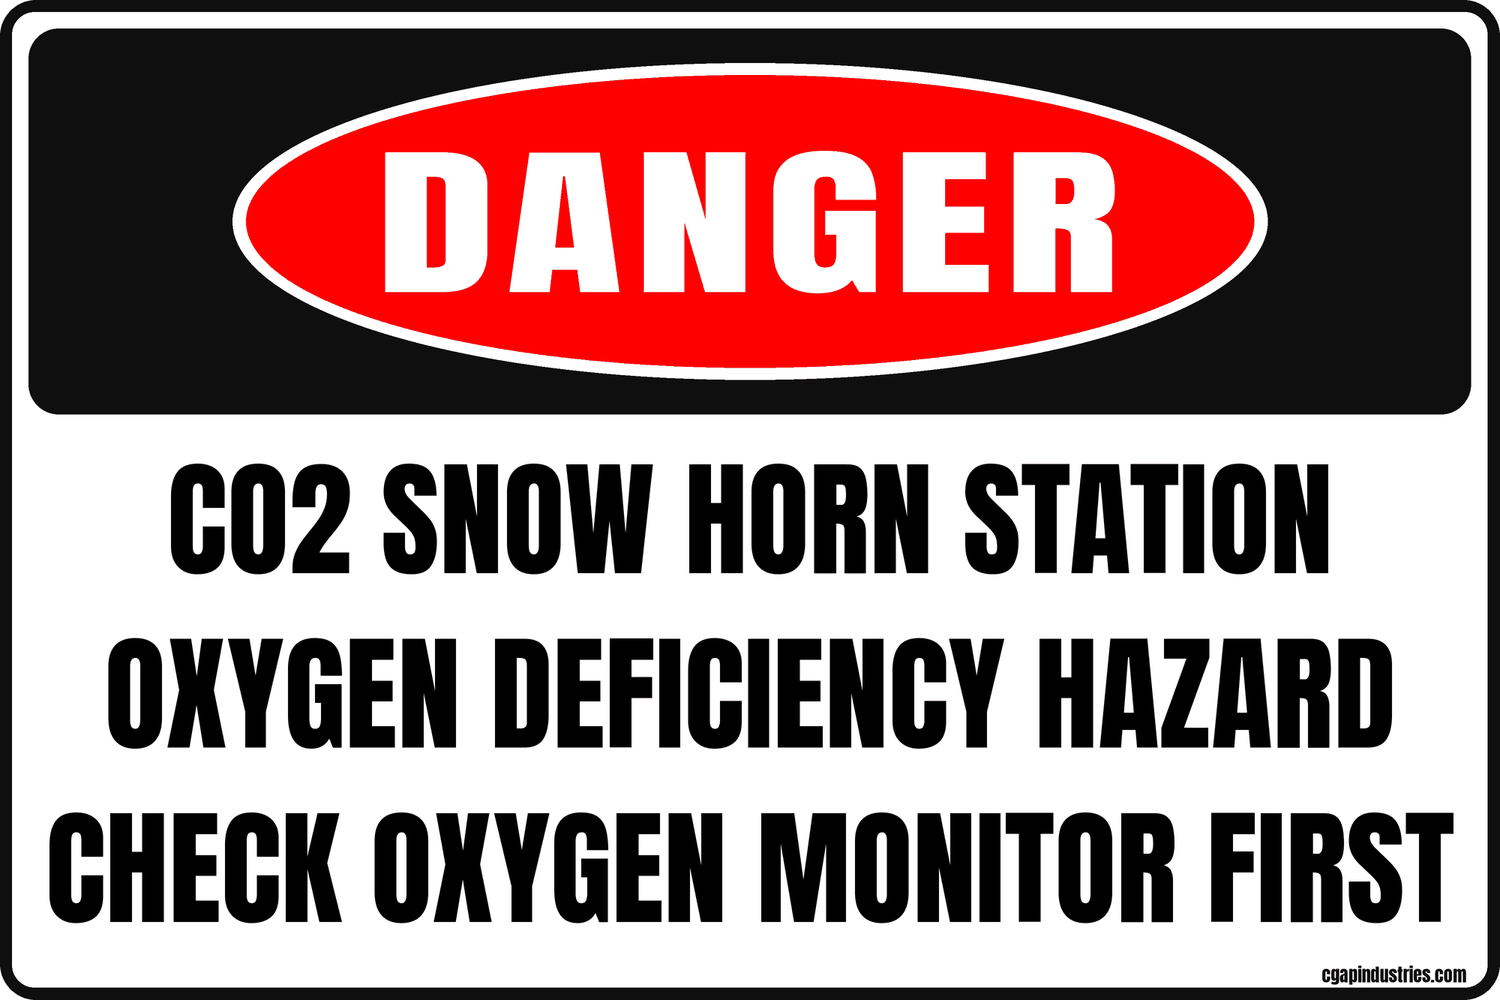 DANGER
CO2 SNOW HORN STATION
OXYGEN DEFICIENCY HAZARD
CHECK OXYGEN MONITOR FIRST
cgapindustries.com